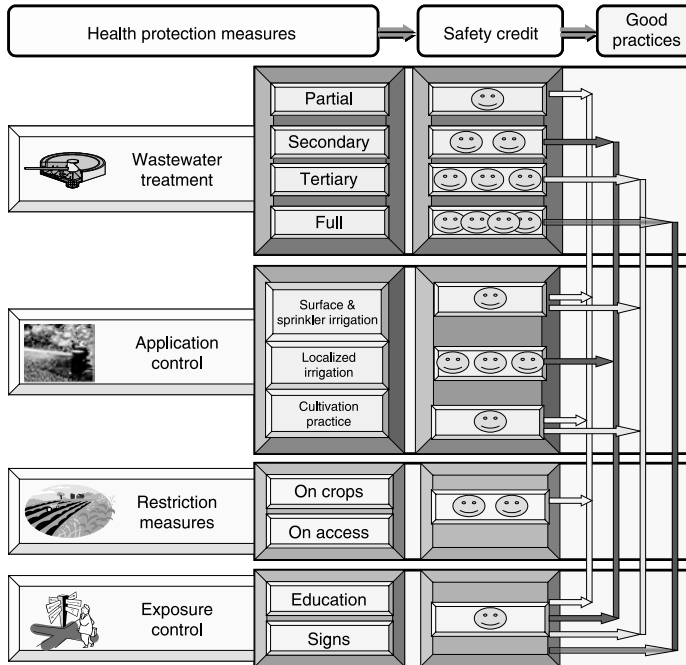 Health protection measures
Safety credit
Good
practices
Wastewater
treatment
Partial
Secondary
Tertiary
Full
Application
control
Surface &
sprinkler irrigation
Localized
irrigation
Cultivation
practice
Restriction
measures
On crops
On access
Exposure
control
Education
Signs